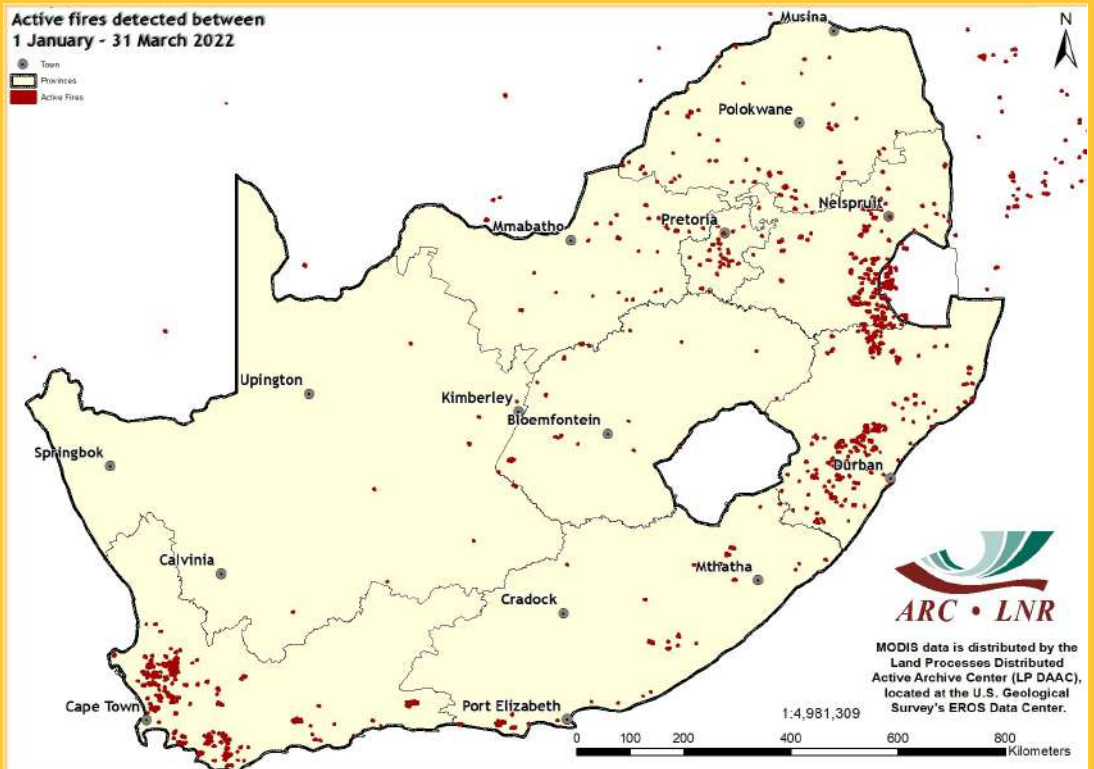 Active fires detected between
1 January - 31 March 2022
Town
Provinces
Active Fires
Musina
N
Polokwane
Nelspruit
Pretoria
Mmabatho
Upington
Kimberley
Bloemfontein
Springbok
Durban
Calvinia
Mthatha
Cradock
ARC • LNR
MODIS data is distributed by the
Land Processes Distributed
Active Archive Center (LP DAAC),
located at the U.S. Geological
Survey's EROS Data Center.
Cape Town
Port Elizabeth
1:4,981,309
0 100 200 400 600 800
Kilometers